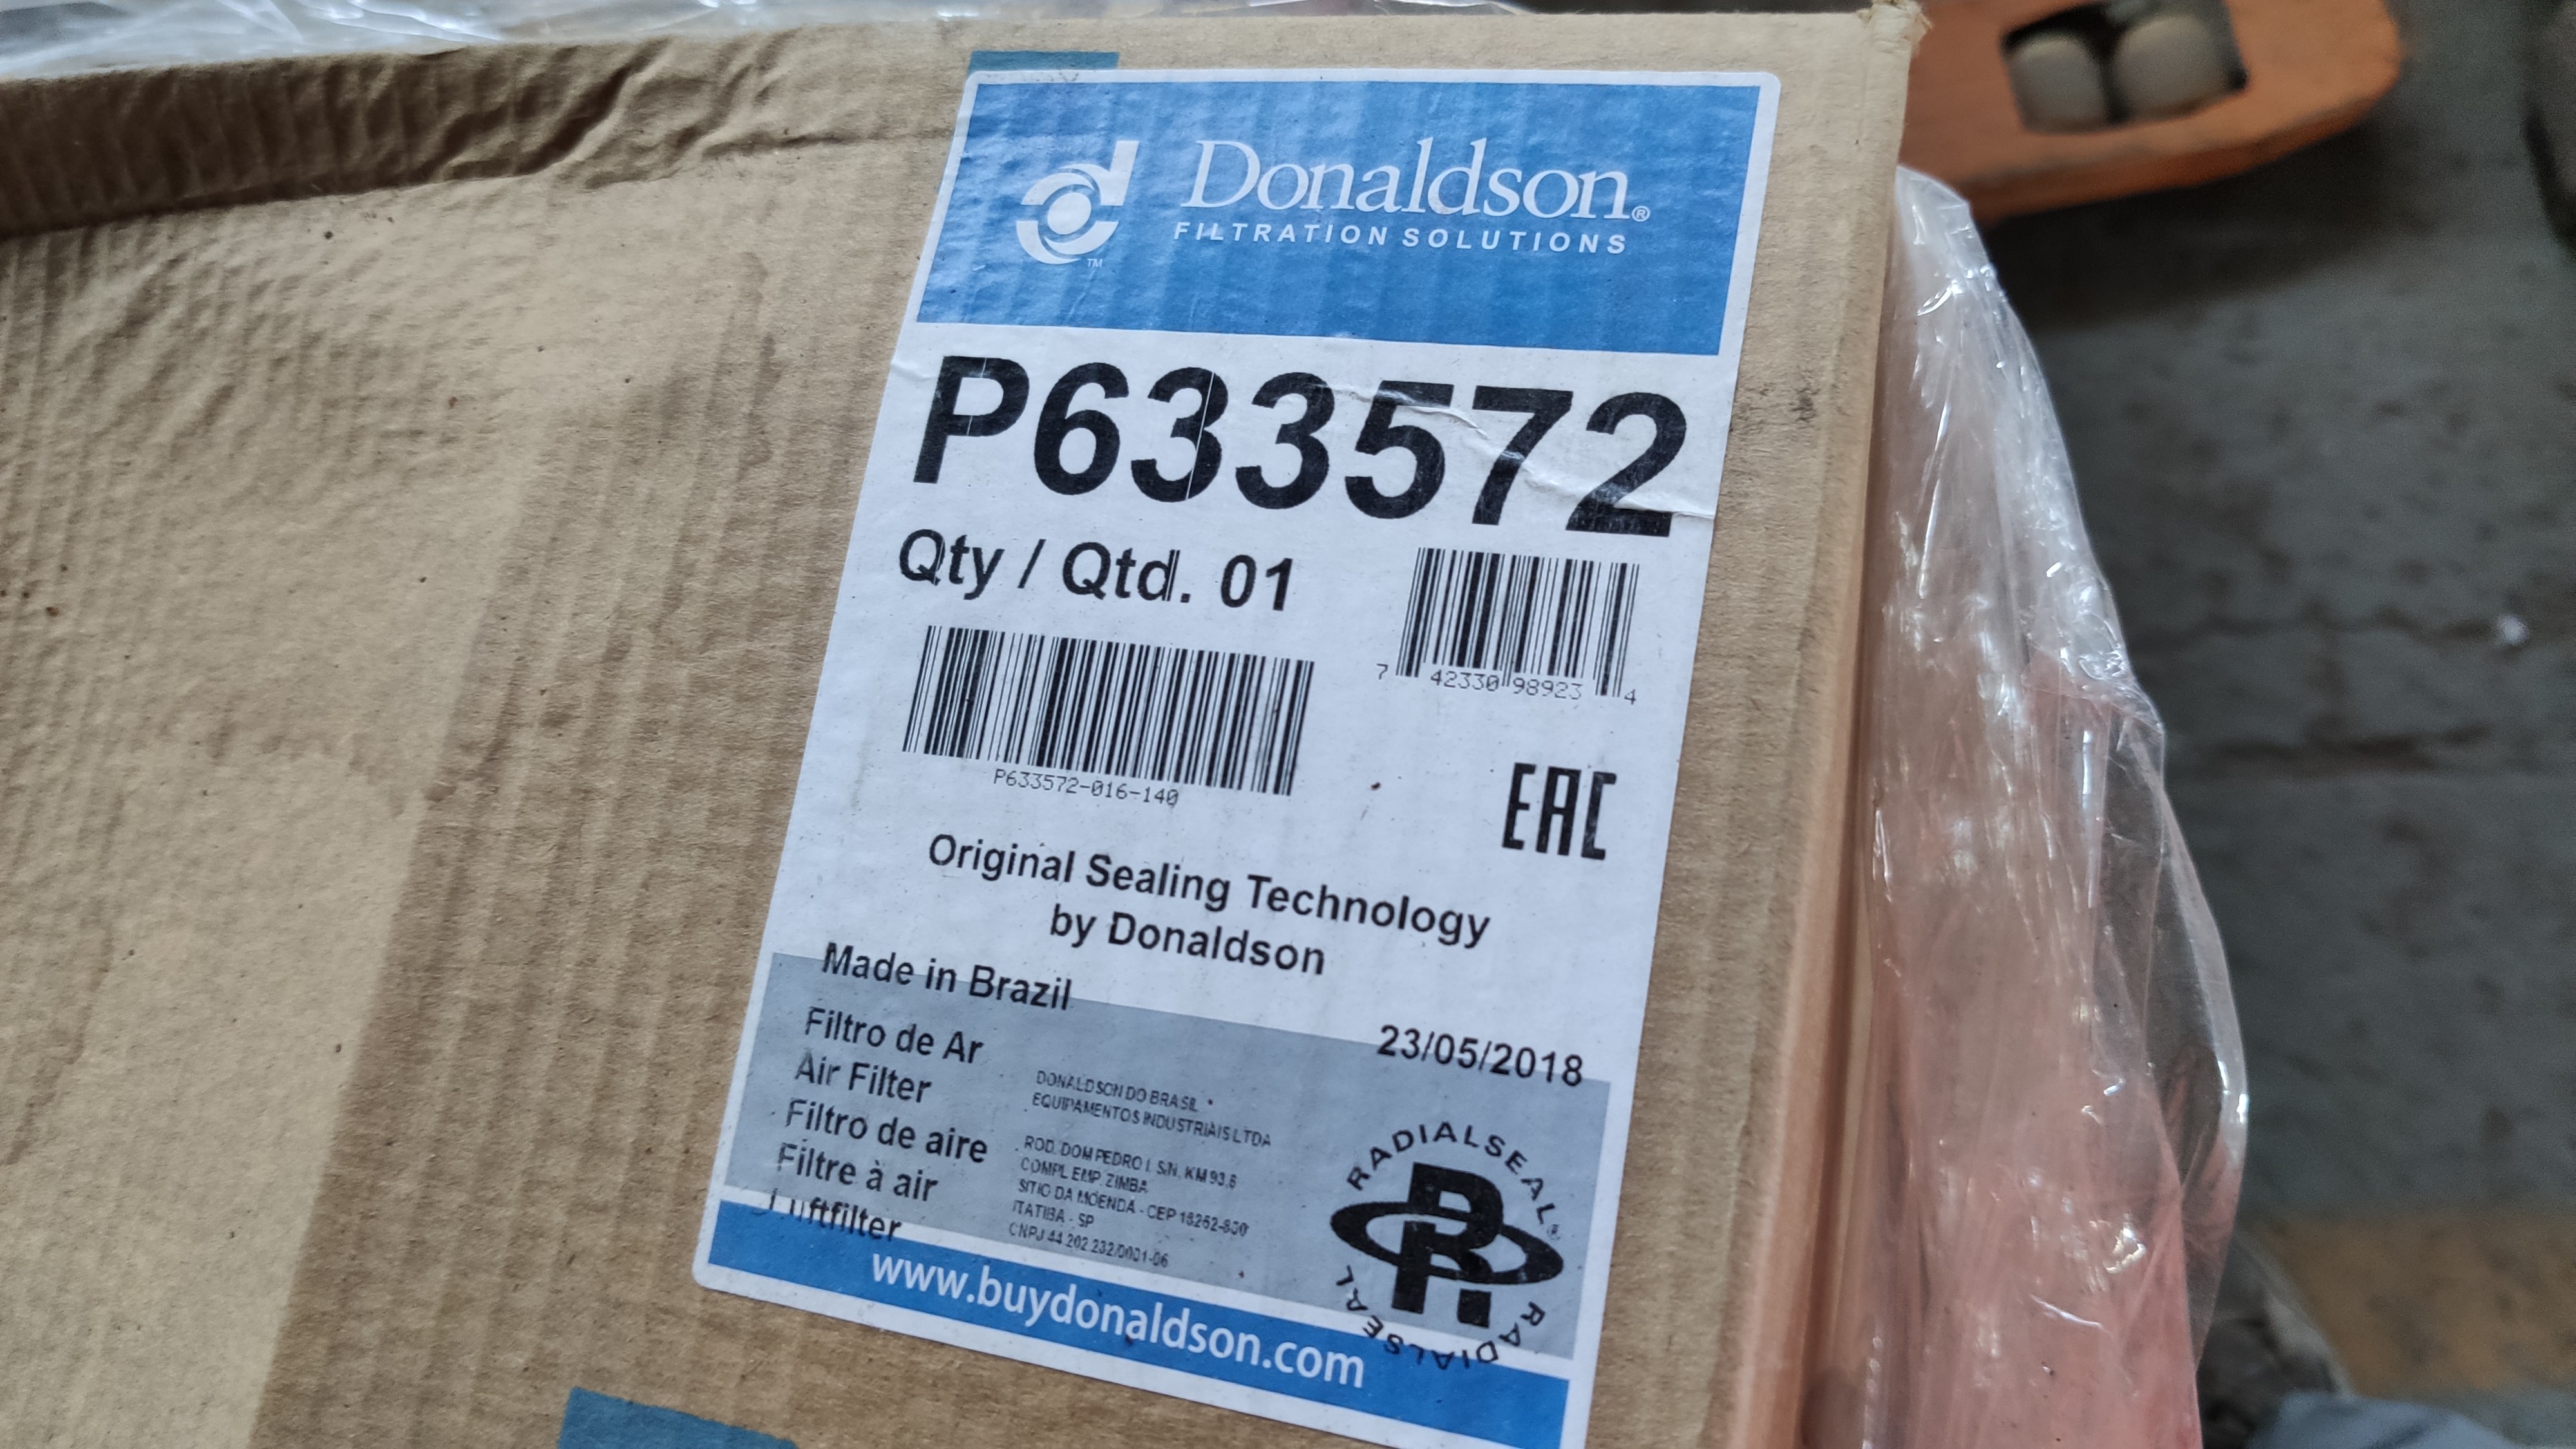 Donaldson®
FILTRATION SOLUTIONS
™
P633572
Qty / Qtd. 01
7 42330 98923 4
P633572-016-140
EAC
Original Sealing Technology
by Donaldson
Made in Brazil
23/05/2018
Filtro de Ar
Air Filter
Filtro de aire
Filtre à air
Luftfilter
DONALDSON DO BRASIL
EQUIPAMENTOS INDUSTRIAIS LTDA
ROD. DOM PEDRO I, S/N, KM 93,6
COMPL EMP. ZIMBA
SITIO DA MOENDA - CEP
ITATIBA - SP
CNPJ 44.202.232/0001-06
RADIALSEAL
RADIALSEAL
www.buydonaldson.com